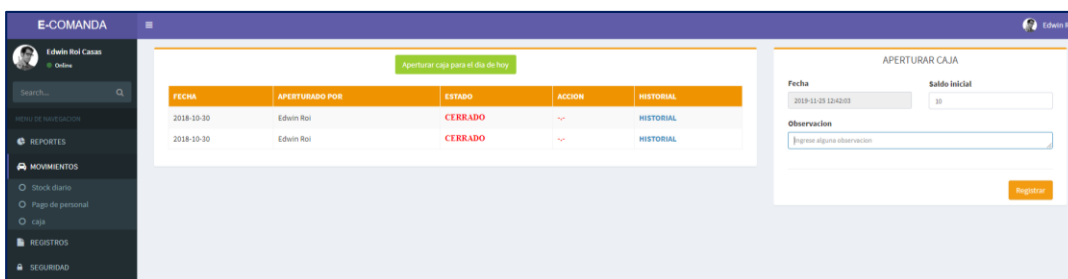 E-COMANDA
Edwin R
Edwin Roi Casas
Online
Search...
MENU DE NAVEGACION
REPORTES
MOVIMIENTOS
Stock diario
Pago de personal
caja
REGISTROS
SEGURIDAD
Aperturar caja para el dia de hoy
FECHA APERTURADO POR ESTADO ACCION HISTORIAL
2018-10-30 Edwin Roi CERRADO -.- HISTORIAL
2018-10-30 Edwin Roi CERRADO -.- HISTORIAL
APERTURAR CAJA
Fecha Saldo inicial
2019-11-25 12:42:03 10
Observacion
Ingrese alguna observacion
Registrar